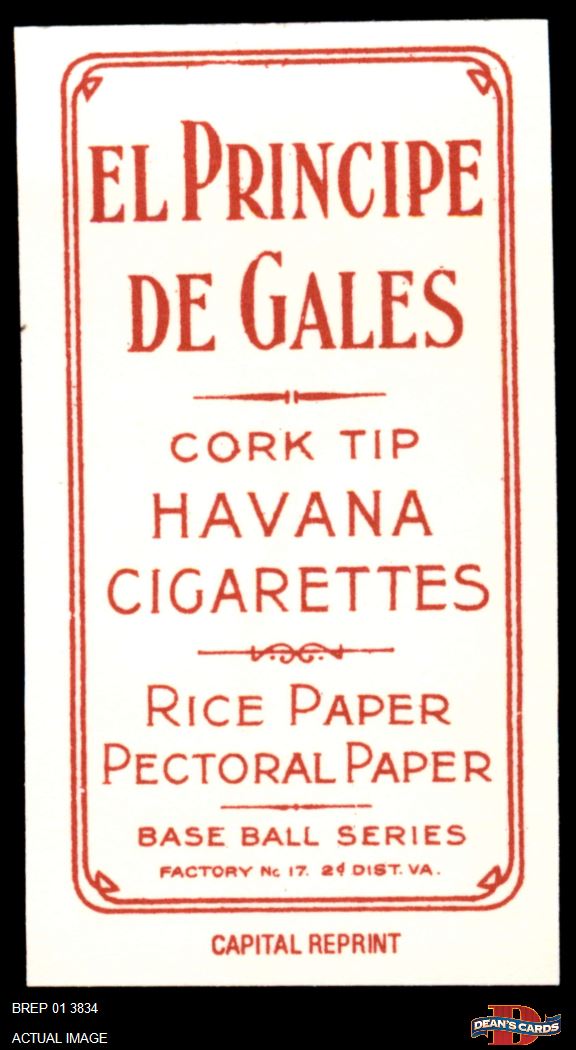 EL PRINCIPE
DE GALES
CORK TIP
HAVANA
CIGARETTES
RICE PAPER
PECTORAL PAPER
BASE BALL SERIES
FACTORY No 17. 2d DIST. VA.
CAPITAL REPRINT
BREP 01 3834
ACTUAL IMAGE
D
DEAN'S CARDS